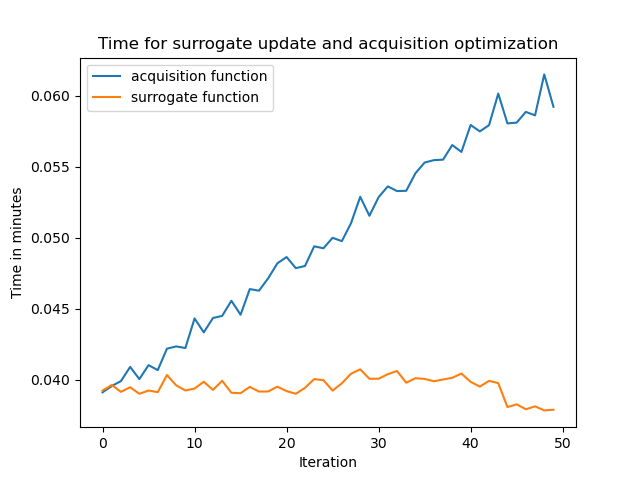 Time for surrogate update and acquisition optimization
acquisition function
surrogate function
0.060
0.055
0.050
0.045
0.040
Time in minutes
0 10 20 30 40 50
Iteration